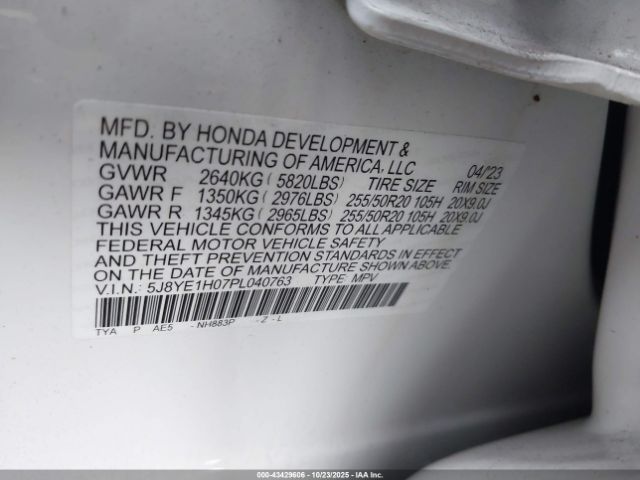 MFD. BY HONDA DEVELOPMENT &
MANUFACTURING OF AMERICA, LLC 04/'23
GVWR 2640KG ( 5820LBS) TIRE SIZE RIM SIZE
GAWR F 1350KG ( 2976LBS) 255/50R20 105H 20X9.0J
GAWR R 1345KG ( 2965LBS) 255/50R20 105H 20X9.0J
THIS VEHICLE CONFORMS TO ALL APPLICABLE
FEDERAL MOTOR VEHICLE SAFETY
AND THEFT PREVENTION STANDARDS IN EFFECT
ON THE DATE OF MANUFACTURE SHOWN ABOVE.
V.I.N.: 5J8YE1H07PL040763 TYPE MPV
TYA P AE5 -NH883P -Z-L
000-43429606 - 10/23/2025 - IAA Inc.